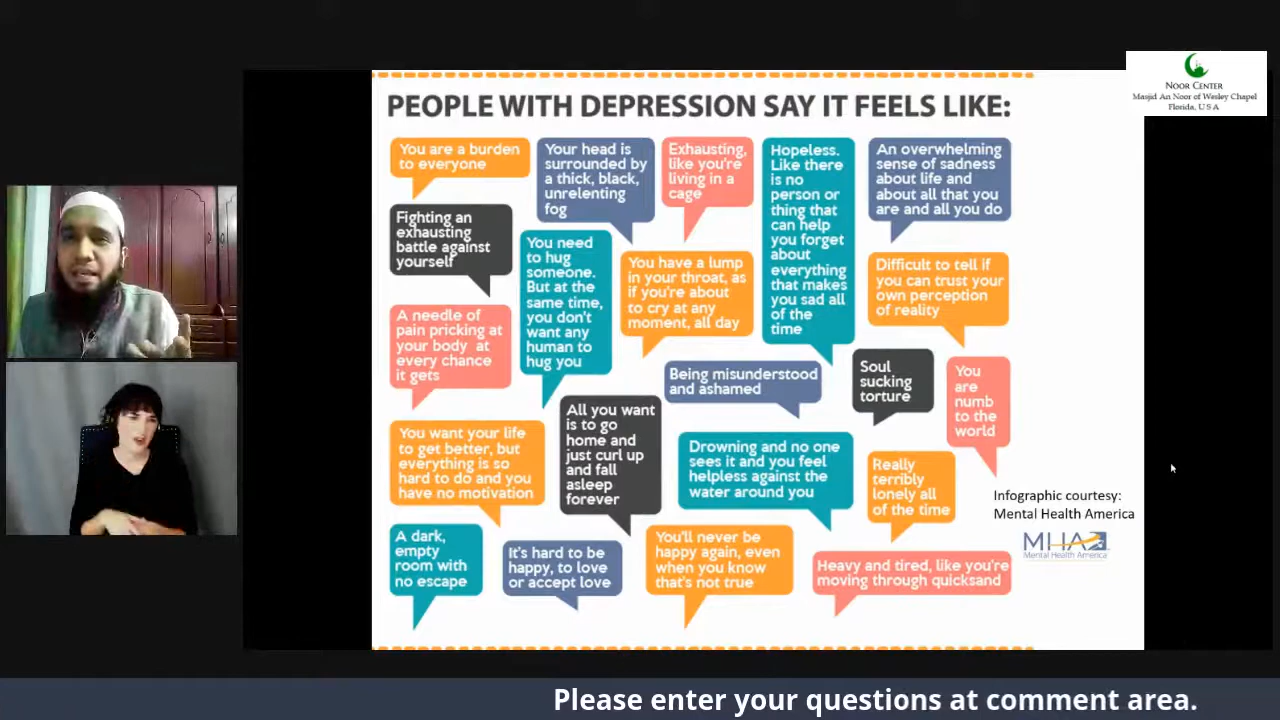 NOOR CENTER
Masjid An Noor of Wesley Chapel
Florida, U S A
PEOPLE WITH DEPRESSION SAY IT FEELS LIKE:
You are a burden
to everyone
Your head is
surrounded by
a thick, black,
unrelenting
fog
Exhausting,
like you're
living in a
cage
Hopeless.
Like there
is no
person or
thing that
can help
you forget
about
everything
that makes
you sad all
of the
time
An overwhelming
sense of sadness
about life and
about all that you
are and all you do
Fighting an
exhausting
battle against
yourself
You need
to hug
someone.
But at the
same time,
you don't
want any
human to
hug you
You have a lump
in your throat, as
if you're about
to cry at any
moment, all day
Difficult to tell if
you can trust your
own perception
of reality
A needle of
pain pricking at
your body at
every chance
it gets
Being misunderstood
and ashamed
Soul
sucking
torture
You
are
numb
to the
world
You want your life
to get better, but
everything is so
hard to do and you
have no motivation
All you want
is to go
home and
just curl up
and fall
asleep
forever
Drowning and no one
sees it and you feel
helpless against the
water around you
Really
terribly
lonely all
of the time
Infographic courtesy:
Mental Health America
MHA
Mental Health America
A dark,
empty
room with
no escape
It's hard to be
happy, to love
or accept love
You'll never be
happy again, even
when you know
that's not true
Heavy and tired, like you're
moving through quicksand
Please enter your questions at comment area.